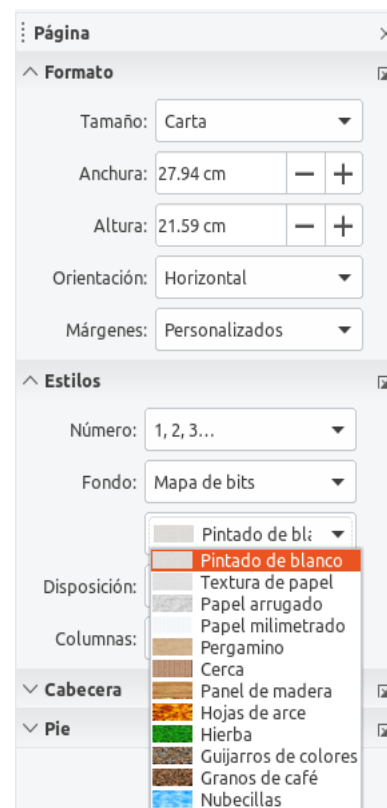 Página
Formato
Tamaño: Carta
Anchura: 27.94 cm
Altura: 21.59 cm
Orientación: Horizontal
Márgenes: Personalizados
Estilos
Número: 1, 2, 3...
Fondo: Mapa de bits
Pintado de
Pintado de blanco
Textura de papel
Disposición:
Papel arrugado
Papel milimetrado
Columnas:
Pergamino
Cerca
Cabecera
Panel de madera
Hojas de arce
Pie
Hierba
Guijarros de colores
Granos de café
Nubecillas